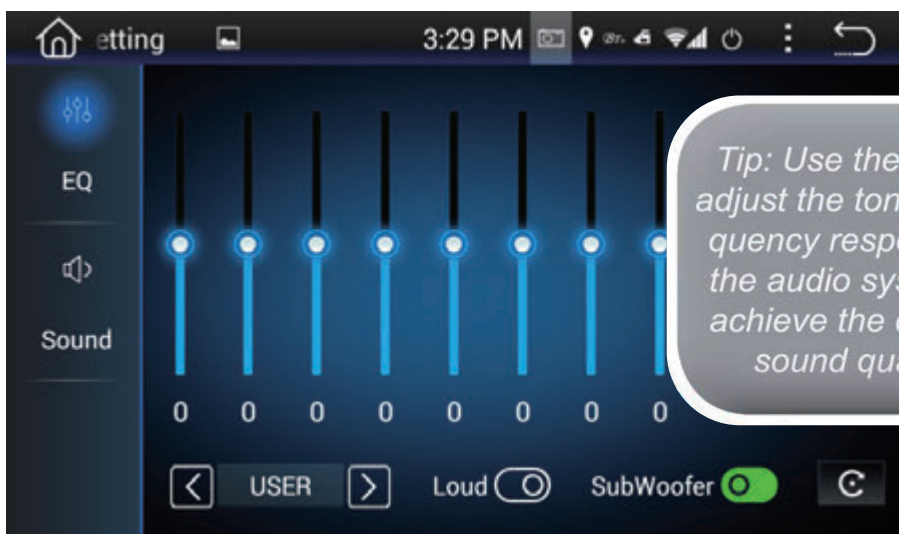 etting 3:29 PM
EQ
Sound
Tip: Use the
adjust the ton
quency respo
the audio sys
achieve the
sound qua
0 0 0 0 0 0 0 0
USER Loud SubWoofer